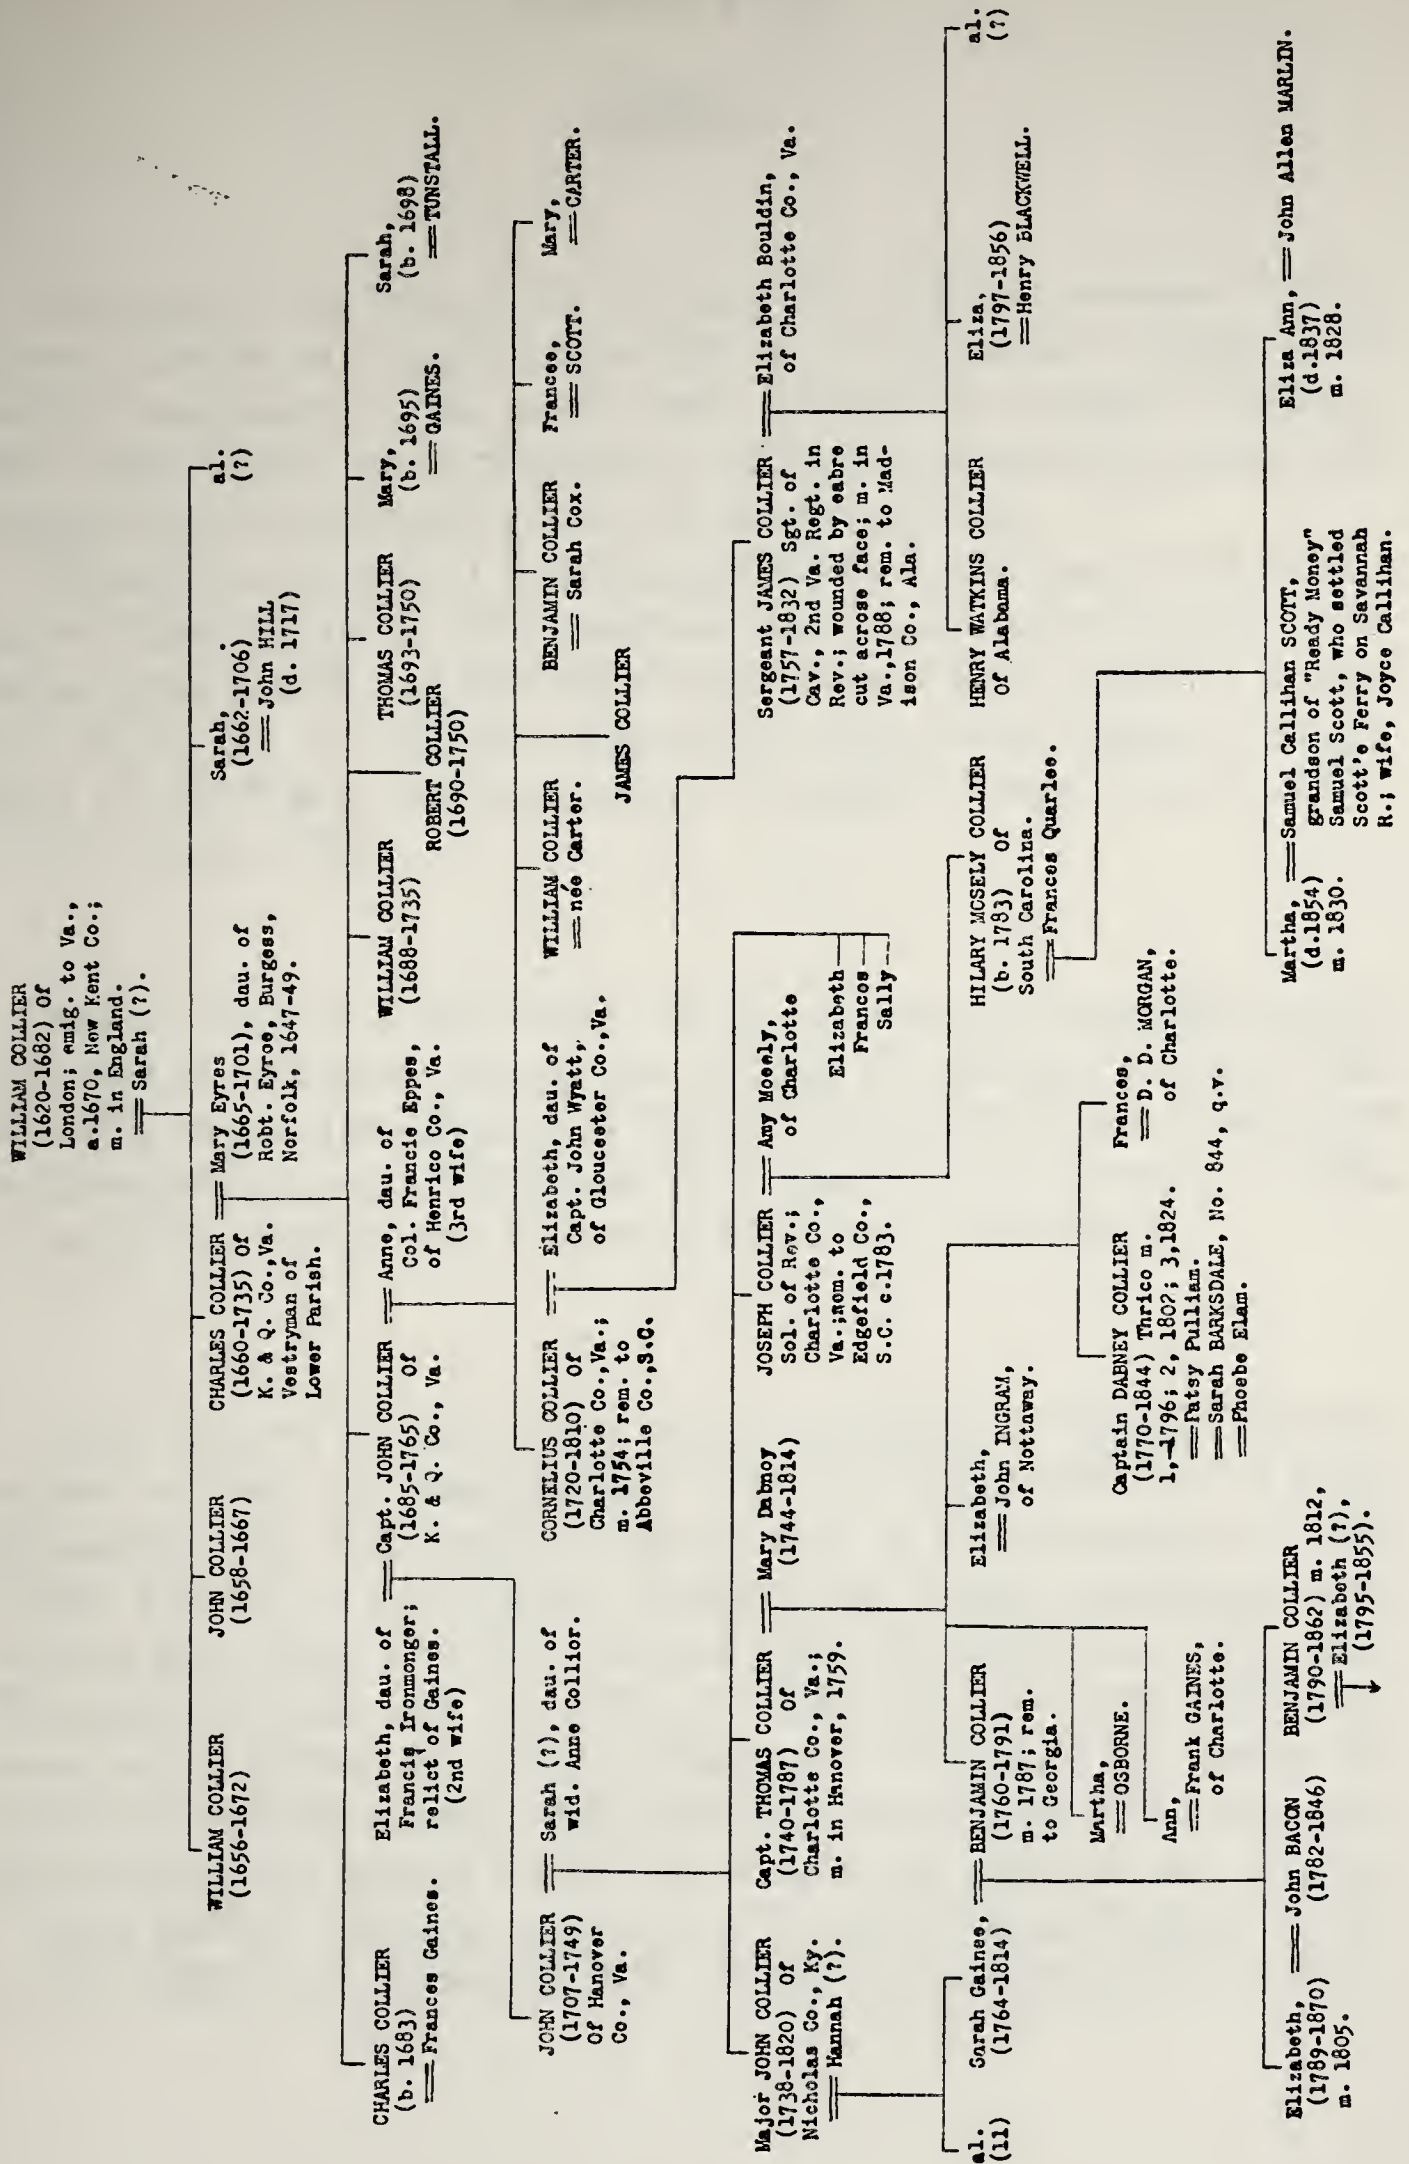 WILLIAM COLLIER
(1620-1682) of
London; emig. to Va.,
a.1670, New Kent Co.;
m. in England.
== Sarah (?).
WILLIAM COLLIER
(1656-1672)
JOHN COLLIER
(1658-1667)
CHARLES COLLIER
(1660-1735) of
K. & Q. Co., Va.
Vestryman of
Lower Parish.
== Mary Eyres
(1665-1701), dau. of
Robt. Eyroe, Burgess,
Norfolk, 1647-49.
Sarah,
(1662-1706)
== John HILL
(d. 1717)
al.
(?)
CHARLES COLLIER
(b. 1683)
== Frances Gaines.
Elizabeth, dau. of
Francis Ironmonger;
relict of Gaines.
(2nd wife)
== Capt. JOHN COLLIER
(1685-1765) of
K. & Q. Co., Va.
== Anne, dau. of
Col. Francis Eppes,
of Henrico Co., Va.
(3rd wife)
WILLIAM COLLIER
(1688-1735)
ROBERT COLLIER
(1690-1750)
THOMAS COLLIER
(1693-1750)
Mary,
(b. 1695)
== GAINES.
Sarah,
(b. 1698)
== TUNSTALL.
JOHN COLLIER
(1707-1749)
of Hanover
Co., Va.
== Sarah (?), dau. of
wid. Anne Collior.
CORNELIUS COLLIER
(1720-1810) of
Charlotte Co., Va.;
m. 1754; rem. to
Abbeville Co., S.C.
== Elizabeth, dau. of
Capt. John Wyatt,
of Gloucester Co., Va.
WILLIAM COLLIER
== née Carter.
JAMES COLLIER
BENJAMIN COLLIER
== Sarah Cox.
Frances,
== SCOTT.
Mary,
== CARTER.
Major JOHN COLLIER
(1738-1820) of
Nicholas Co., Ky.
== Hannah (?).
Capt. THOMAS COLLIER
(1740-1787) of
Charlotte Co., Va.;
m. in Hanover, 1759.
== Mary Dabney
(1744-1814)
JOSEPH COLLIER
Sol. of Rev.;
Charlotte Co.,
Va.; rem. to
Edgefield Co.,
S.C. c.1783.
== Amy Mosely,
of Charlotte
Elizabeth
Frances
Sally
Sergeant JAMES COLLIER
(1757-1832) Sgt. of
Cav., 2nd Va. Regt. in
Rev.; wounded by sabre
cut acrose face; m. in
Va., 1788; rem. to Mad-
ison Co., Ala.
== Elizabeth Bouldin,
of Charlotte Co., Va.
al.
(11)
Sarah Gaines,
(1764-1814)
== BENJAMIN COLLIER
(1760-1791)
m. 1787; rem.
to Georgia.
Martha,
== OSBORNE.
Ann,
== Frank GAINES,
of Charlotte.
Elizabeth,
== John INGRAM,
of Nottaway.
Captain DABNEY COLLIER
(1770-1844) Thrico m.
1, 1796; 2, 1802; 3, 1824.
== Patsy Pulliam.
== Sarah BARKSDALE, No. 844, q.v.
== Phoebe Elam.
Frances,
== D. D. MORGAN,
of Charlotte.
HILARY MOSELY COLLIER
(b. 1783) of
South Carolina.
== Frances Quarlee.
HENRY WATKINS COLLIER
of Alabama.
Eliza,
(1797-1856)
== Henry BLACKWELL.
al.
(?)
Elizabeth,
(1789-1870)
m. 1805.
== John BACON
(1782-1846)
BENJAMIN COLLIER
(1790-1862) m. 1812,
== Elizabeth (?),
(1795-1855).
Martha,
(d.1854)
m. 1830.
== Samuel Callihan SCOTT,
grandson of "Ready Money"
Samuel Scott, who settled
Scott'e Ferry on Savannah
R.; wife, Joyce Callihan.
Eliza Ann,
(d.1837)
m. 1828.
== John Allen MARLIN.